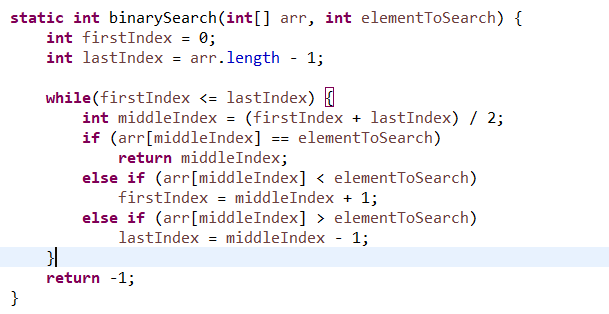 static int binarySearch(int[] arr, int elementToSearch) {
    int firstIndex = 0;
    int lastIndex = arr.length - 1;

    while(firstIndex <= lastIndex) {
        int middleIndex = (firstIndex + lastIndex) / 2;
        if (arr[middleIndex] == elementToSearch)
            return middleIndex;
        else if (arr[middleIndex] < elementToSearch)
            firstIndex = middleIndex + 1;
        else if (arr[middleIndex] > elementToSearch)
            lastIndex = middleIndex - 1;
    }
    return -1;
}